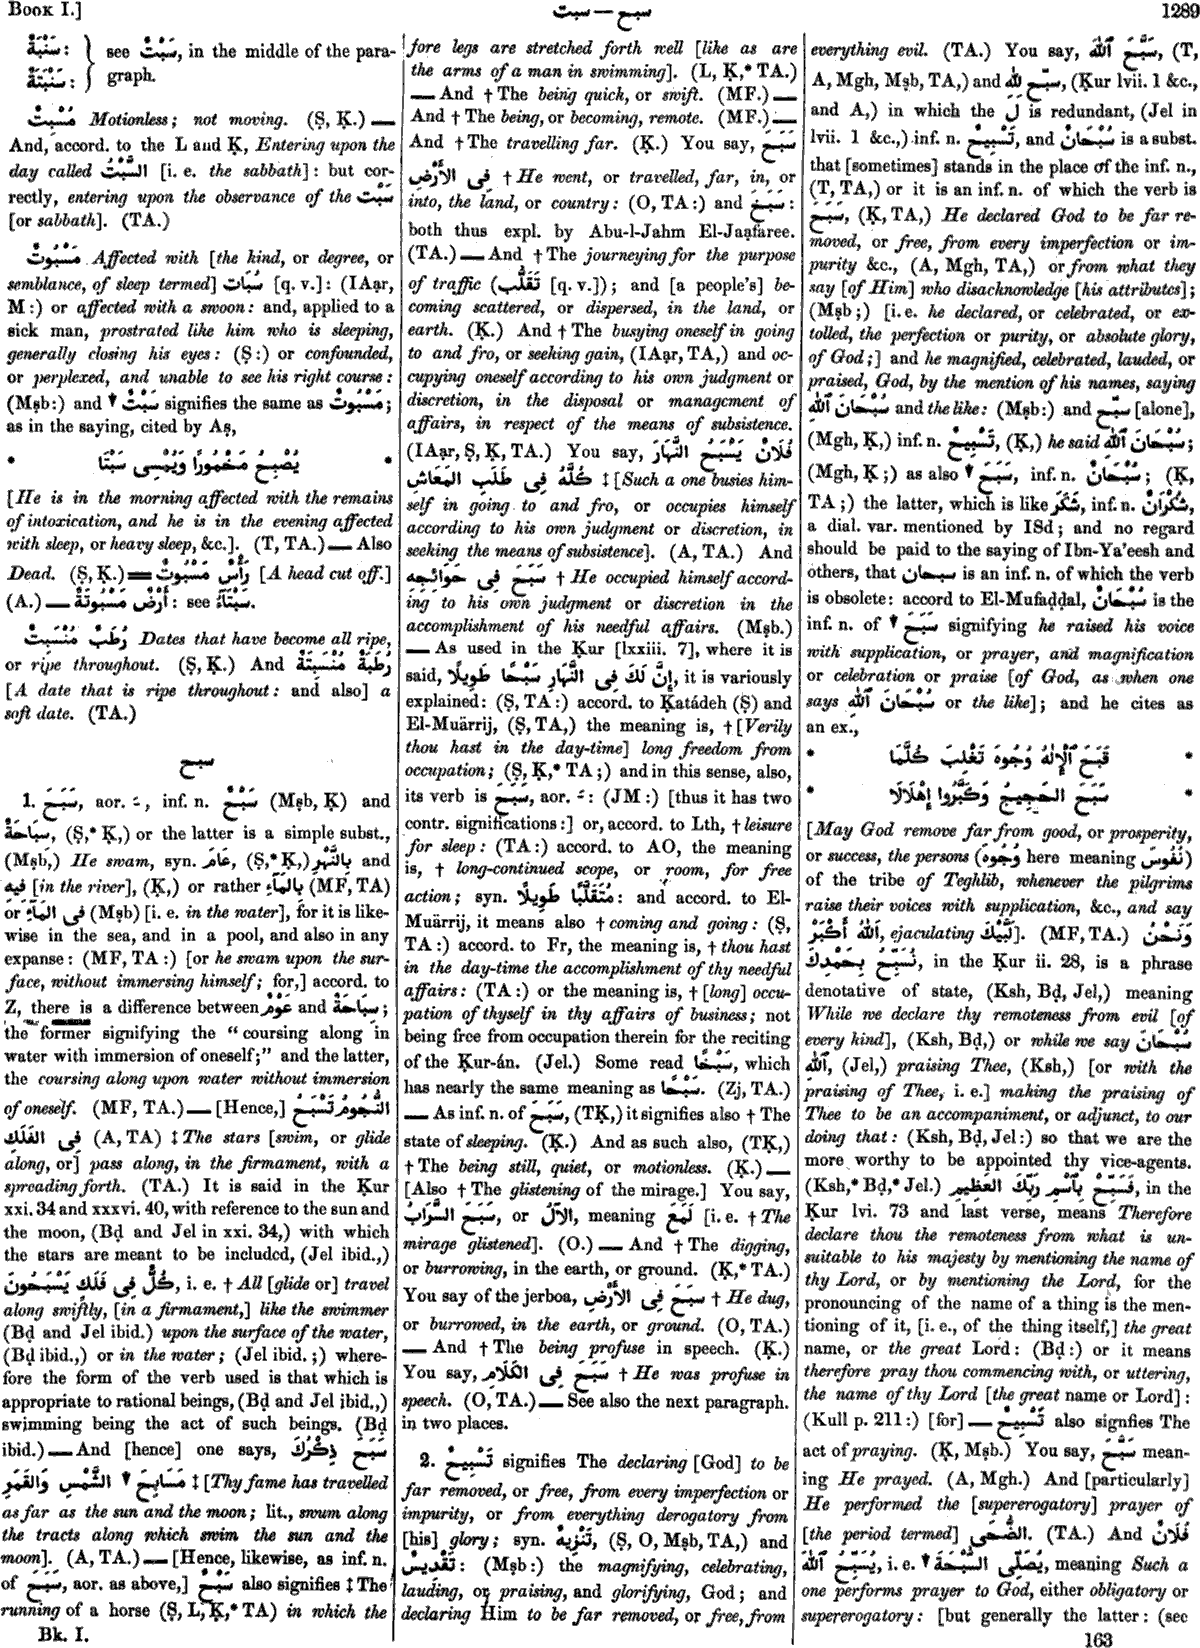 BOOK I.]
سبت — سبح
1289
سَنْبَةٌ :
سَنْبَتَةٌ :
see سَبْتٌ, in the middle of the para-
graph.
مُسْبِتٌ Motionless; not moving. (Ṣ, Ḳ.) —
And, accord. to the L and Ḳ, Entering upon the
day called السَّبْتُ [i. e. the sabbath]: but cor-
rectly, entering upon the observance of the سَبْت
[or sabbath]. (TA.)
مَسْبُوتٌ Affected with [the kind, or degree, or
semblance, of sleep termed] سُبَات [q. v.]: (IAạr,
M:) or affected with a swoon: and, applied to a
sick man, prostrated like him who is sleeping,
generally closing his eyes: (Ṣ:) or confounded,
or perplexed, and unable to see his right course:
(Mṣb:) and ▼ سَبْتٌ signifies the same as مَسْبُوتٌ;
as in the saying, cited by Aṣ,
* يُصْبِحُ مَخْمُورًا وَيُمْسِى سَبْتَا *
[He is in the morning affected with the remains
of intoxication, and he is in the evening affected
with sleep, or heavy sleep, &c.]. (T, TA.) — Also
Dead. (Ṣ, Ḳ.) = رَأْسٌ مَسْبُوتٌ [A head cut off.]
(A.) — أَرْضٌ مَسْبُوتَةٌ: see سَبْتَآءُ.
رُطَبٌ مُنْسَبِتٌ Dates that have become all ripe,
or ripe throughout. (Ṣ, Ḳ.) And رُطَبَةٌ مُنْسَبِتَةٌ
[A date that is ripe throughout: and also] a
soft date. (TA.)
سبح
1. سَبَحَ, aor. ـَ, inf. n. سَبْحٌ (Mṣb, Ḳ) and
سِبَاحَةٌ, (Ṣ,* Ḳ,) or the latter is a simple subst.,
(Mṣb,) He swam, syn. عَامَ, (Ṣ,* Ḳ,) بِالنَّهْرِ and
فِيهِ [in the river], (Ḳ,) or rather بِالمَآءِ (MF, TA)
or فِى المَآءِ (Mṣb) [i. e. in the water], for it is like-
wise in the sea, and in a pool, and also in any
expanse: (MF, TA:) [or he swam upon the sur-
face, without immersing himself; for,] accord. to
Z, there is a difference between عَوْمٌ and سِبَاحَةٌ;
the former signifying the “coursing along in
water with immersion of oneself;” and the latter,
the coursing along upon water without immersion
of oneself. (MF, TA.) — [Hence,] النُّجُومُ تَسْبَحُ
فِى الفَلَكِ (A, TA) ‡ The stars [swim, or glide
along, or] pass along, in the firmament, with a
spreading forth. (TA.) It is said in the Ḳur
xxi. 34 and xxxvi. 40, with reference to the sun and
the moon, (Bḍ and Jel in xxi. 34,) with which
the stars are meant to be included, (Jel ibid.,)
كُلٌّ فِى فَلَكٍ يَسْبَحُونَ, i. e. † All [glide or] travel
along swiftly, [in a firmament,] like the swimmer
(Bḍ and Jel ibid.) upon the surface of the water,
(Bḍ ibid.,) or in the water; (Jel ibid.;) where-
fore the form of the verb used is that which is
appropriate to rational beings, (Bḍ and Jel ibid.,)
swimming being the act of such beings. (Bḍ
ibid.) — And [hence] one says, سَبَحَ ذِكْرُكَ
مَسَابِحَ ▼ الشَّمْسِ وَالقَمَرِ ‡ [Thy fame has travelled
as far as the sun and the moon; lit., swum along
the tracts along which swim the sun and the
moon]. (A, TA.) — [Hence, likewise, as inf. n.
of سَبَحَ, aor. as above,] سَبْحٌ also signifies ‡ The
running of a horse (Ṣ, L, Ḳ,* TA) in which the
Bk. I.
fore legs are stretched forth well [like as are
the arms of a man in swimming]. (L, Ḳ,* TA.)
— And † The being quick, or swift. (MF.) —
And † The being, or becoming, remote. (MF.) —
And † The travelling far. (Ḳ.) You say, سَبَحَ
فِى الأَرْضِ † He went, or travelled, far, in, or
into, the land, or country: (O, TA:) and سَبَخَ:
both thus expl. by Abu-l-Jahm El-Jaạfaree.
(TA.) — And † The journeying for the purpose
of traffic (تَقَلُّب [q. v.]); and [a people's] be-
coming scattered, or dispersed, in the land, or
earth. (Ḳ.) And † The busying oneself in going
to and fro, or seeking gain, (IAạr, TA,) and oc-
cupying oneself according to his own judgment or
discretion, in the disposal or management of
affairs, in respect of the means of subsistence.
(IAạr, Ṣ, Ḳ, TA.) You say, فُلَانٌ يَسْبَحُ النَّهَارَ
كُلَّهُ فِى طَلَبِ المَعَاشِ ‡ [Such a one busies him-
self in going to and fro, or occupies himself
according to his own judgment or discretion, in
seeking the means of subsistence]. (A, TA.) And
سَبَحَ فِى حَوَائِجِهِ † He occupied himself accord-
ing to his own judgment or discretion in the
accomplishment of his needful affairs. (Mṣb.)
— As used in the Ḳur [lxxiii. 7], where it is
said, إِنَّ لَكَ فِى النَّهَارِ سَبْحًا طَوِيلًا, it is variously
explained: (Ṣ, TA:) accord. to Ḳatádeh (Ṣ) and
El-Muärrij, (Ṣ, TA,) the meaning is, † [Verily
thou hast in the day-time] long freedom from
occupation; (Ṣ, Ḳ,* TA;) and in this sense, also,
its verb is سَبَحَ, aor. ـَ: (JM:) [thus it has two
contr. significations:] or, accord. to Lth, † leisure
for sleep: (TA:) accord. to AO, the meaning
is, † long-continued scope, or room, for free
action; syn. مُتَقَلَّبًا طَوِيلًا: and accord. to El-
Muärrij, it means also † coming and going: (Ṣ,
TA:) accord. to Fr, the meaning is, † thou hast
in the day-time the accomplishment of thy needful
affairs: (TA:) or the meaning is, † [long] occu-
pation of thyself in thy affairs of business; not
being free from occupation therein for the reciting
of the Ḳur-án. (Jel.) Some read سَبْخًا, which
has nearly the same meaning as سَبْحًا. (Zj, TA.)
— As inf. n. of سَبَحَ, (TḲ,) it signifies also † The
state of sleeping. (Ḳ.) And as such also, (TḲ,)
† The being still, quiet, or motionless. (Ḳ.) —
[Also † The glistening of the mirage.] You say,
سَبَحَ السَّرَابُ, or الآلُ, meaning لَمَعَ [i. e. † The
mirage glistened]. (O.) — And † The digging,
or burrowing, in the earth, or ground. (Ḳ,* TA.)
You say of the jerboa, سَبَحَ فِى الأَرْضِ † He dug,
or burrowed, in the earth, or ground. (O, TA.)
— And † The being profuse in speech. (Ḳ.)
You say, سَبَحَ فِى الكَلَامِ † He was profuse in
speech. (O, TA.) — See also the next paragraph.
in two places.
2. تَسْبِيحٌ signifies The declaring [God] to be
far removed, or free, from every imperfection or
impurity, or from everything derogatory from
[his] glory; syn. تَنْزِيهٌ, (Ṣ, O, Mṣb, TA,) and
تَقْدِيسٌ: (Mṣb:) the magnifying, celebrating,
lauding, or praising, and glorifying, God; and
declaring Him to be far removed, or free, from
everything evil. (TA.) You say, سَبَّحَ ٱللّٰهَ, (T,
A, Mgh, Mṣb, TA,) and سَبَّحَ لِلّٰهِ, (Ḳur lvii. 1 &c.,
and A,) in which the لِ is redundant, (Jel in
lvii. 1 &c.,) inf. n. تَسْبِيحٌ, and سُبْحَانٌ is a subst.
that [sometimes] stands in the place of the inf. n.,
(T, TA,) or it is an inf. n. of which the verb is
سَبَحَ, (Ḳ, TA,) He declared God to be far re-
moved, or free, from every imperfection or im-
purity &c., (A, Mgh, TA,) or from what they
say [of Him] who disacknowledge [his attributes];
(Mṣb;) [i. e. he declared, or celebrated, or ex-
tolled, the perfection or purity, or absolute glory,
of God;] and he magnified, celebrated, lauded, or
praised, God, by the mention of his names, saying
سُبْحَانَ ٱللّٰهِ and the like: (Mṣb:) and سَبَّحَ [alone],
(Mgh, Ḳ,) inf. n. تَسْبِيحٌ, (Ḳ,) he said سُبْحَانَ ٱللّٰهِ;
(Mgh, Ḳ;) as also ▼ سَبَحَ, inf. n. سُبْحَانٌ; (Ḳ,
TA;) the latter, which is like شَكَرَ, inf. n. شُكْرَانٌ,
a dial. var. mentioned by ISd; and no regard
should be paid to the saying of Ibn-Ya'eesh and
others, that سبحان is an inf. n. of which the verb
is obsolete: accord to El-Mufaḍḍal, سُبْحَانٌ is the
inf. n. of ▼ سَبَحَ signifying he raised his voice
with supplication, or prayer, and magnification
or celebration or praise [of God, as when one
says سُبْحَانَ ٱللّٰهِ or the like]; and he cites as
an ex.,
* قَبَحَ ٱلْإِلٰهُ وُجُوهَ تَغْلِبَ كُلَّمَا *
* سَبَحَ الحَجِيجُ وَكَبَّرُوا إِهْلَالَا *
[May God remove far from good, or prosperity,
or success, the persons (وُجُوه here meaning نُفُوس)
of the tribe of Teghlib, whenever the pilgrims
raise their voices with supplication, &c., and say
ٱللّٰهُ أَكْبَرُ, ejaculating لَبَّيْكَ]. (MF, TA.) وَنَحْنُ
نُسَبِّحُ بِحَمْدِكَ, in the Ḳur ii. 28, is a phrase
denotative of state, (Ksh, Bḍ, Jel,) meaning
While we declare thy remoteness from evil [of
every kind], (Ksh, Bḍ,) or while we say سُبْحَانَ
ٱللّٰهِ, (Jel,) praising Thee, (Ksh,) [or with the
praising of Thee, i. e.] making the praising of
Thee to be an accompaniment, or adjunct, to our
doing that: (Ksh, Bḍ, Jel:) so that we are the
more worthy to be appointed thy vice-agents.
(Ksh,* Bḍ,* Jel.) فَسَبِّحْ بِٱسْمِ رَبِّكَ العَظِيمِ, in the
Ḳur lvi. 73 and last verse, means Therefore
declare thou the remoteness from what is un-
suitable to his majesty by mentioning the name of
thy Lord, or by mentioning the Lord, for the
pronouncing of the name of a thing is the men-
tioning of it, [i. e., of the thing itself,] the great
name, or the great Lord: (Bḍ:) or it means
therefore pray thou commencing with, or uttering,
the name of thy Lord [the great name or Lord]:
(Kull p. 211:) [for] — تَسْبِيحٌ also signfies The
act of praying. (Ḳ, Mṣb.) You say, سَبَّحَ mean-
ing He prayed. (A, Mgh.) And [particularly]
He performed the [supererogatory] prayer of
[the period termed] الضُّحَى. (TA.) And فُلَانٌ
يُسَبِّحُ ٱللّٰهَ, i. e. ▼ يُصَلِّى السُّبْحَةَ, meaning Such a
one performs prayer to God, either obligatory or
supererogatory: [but generally the latter: (see
163